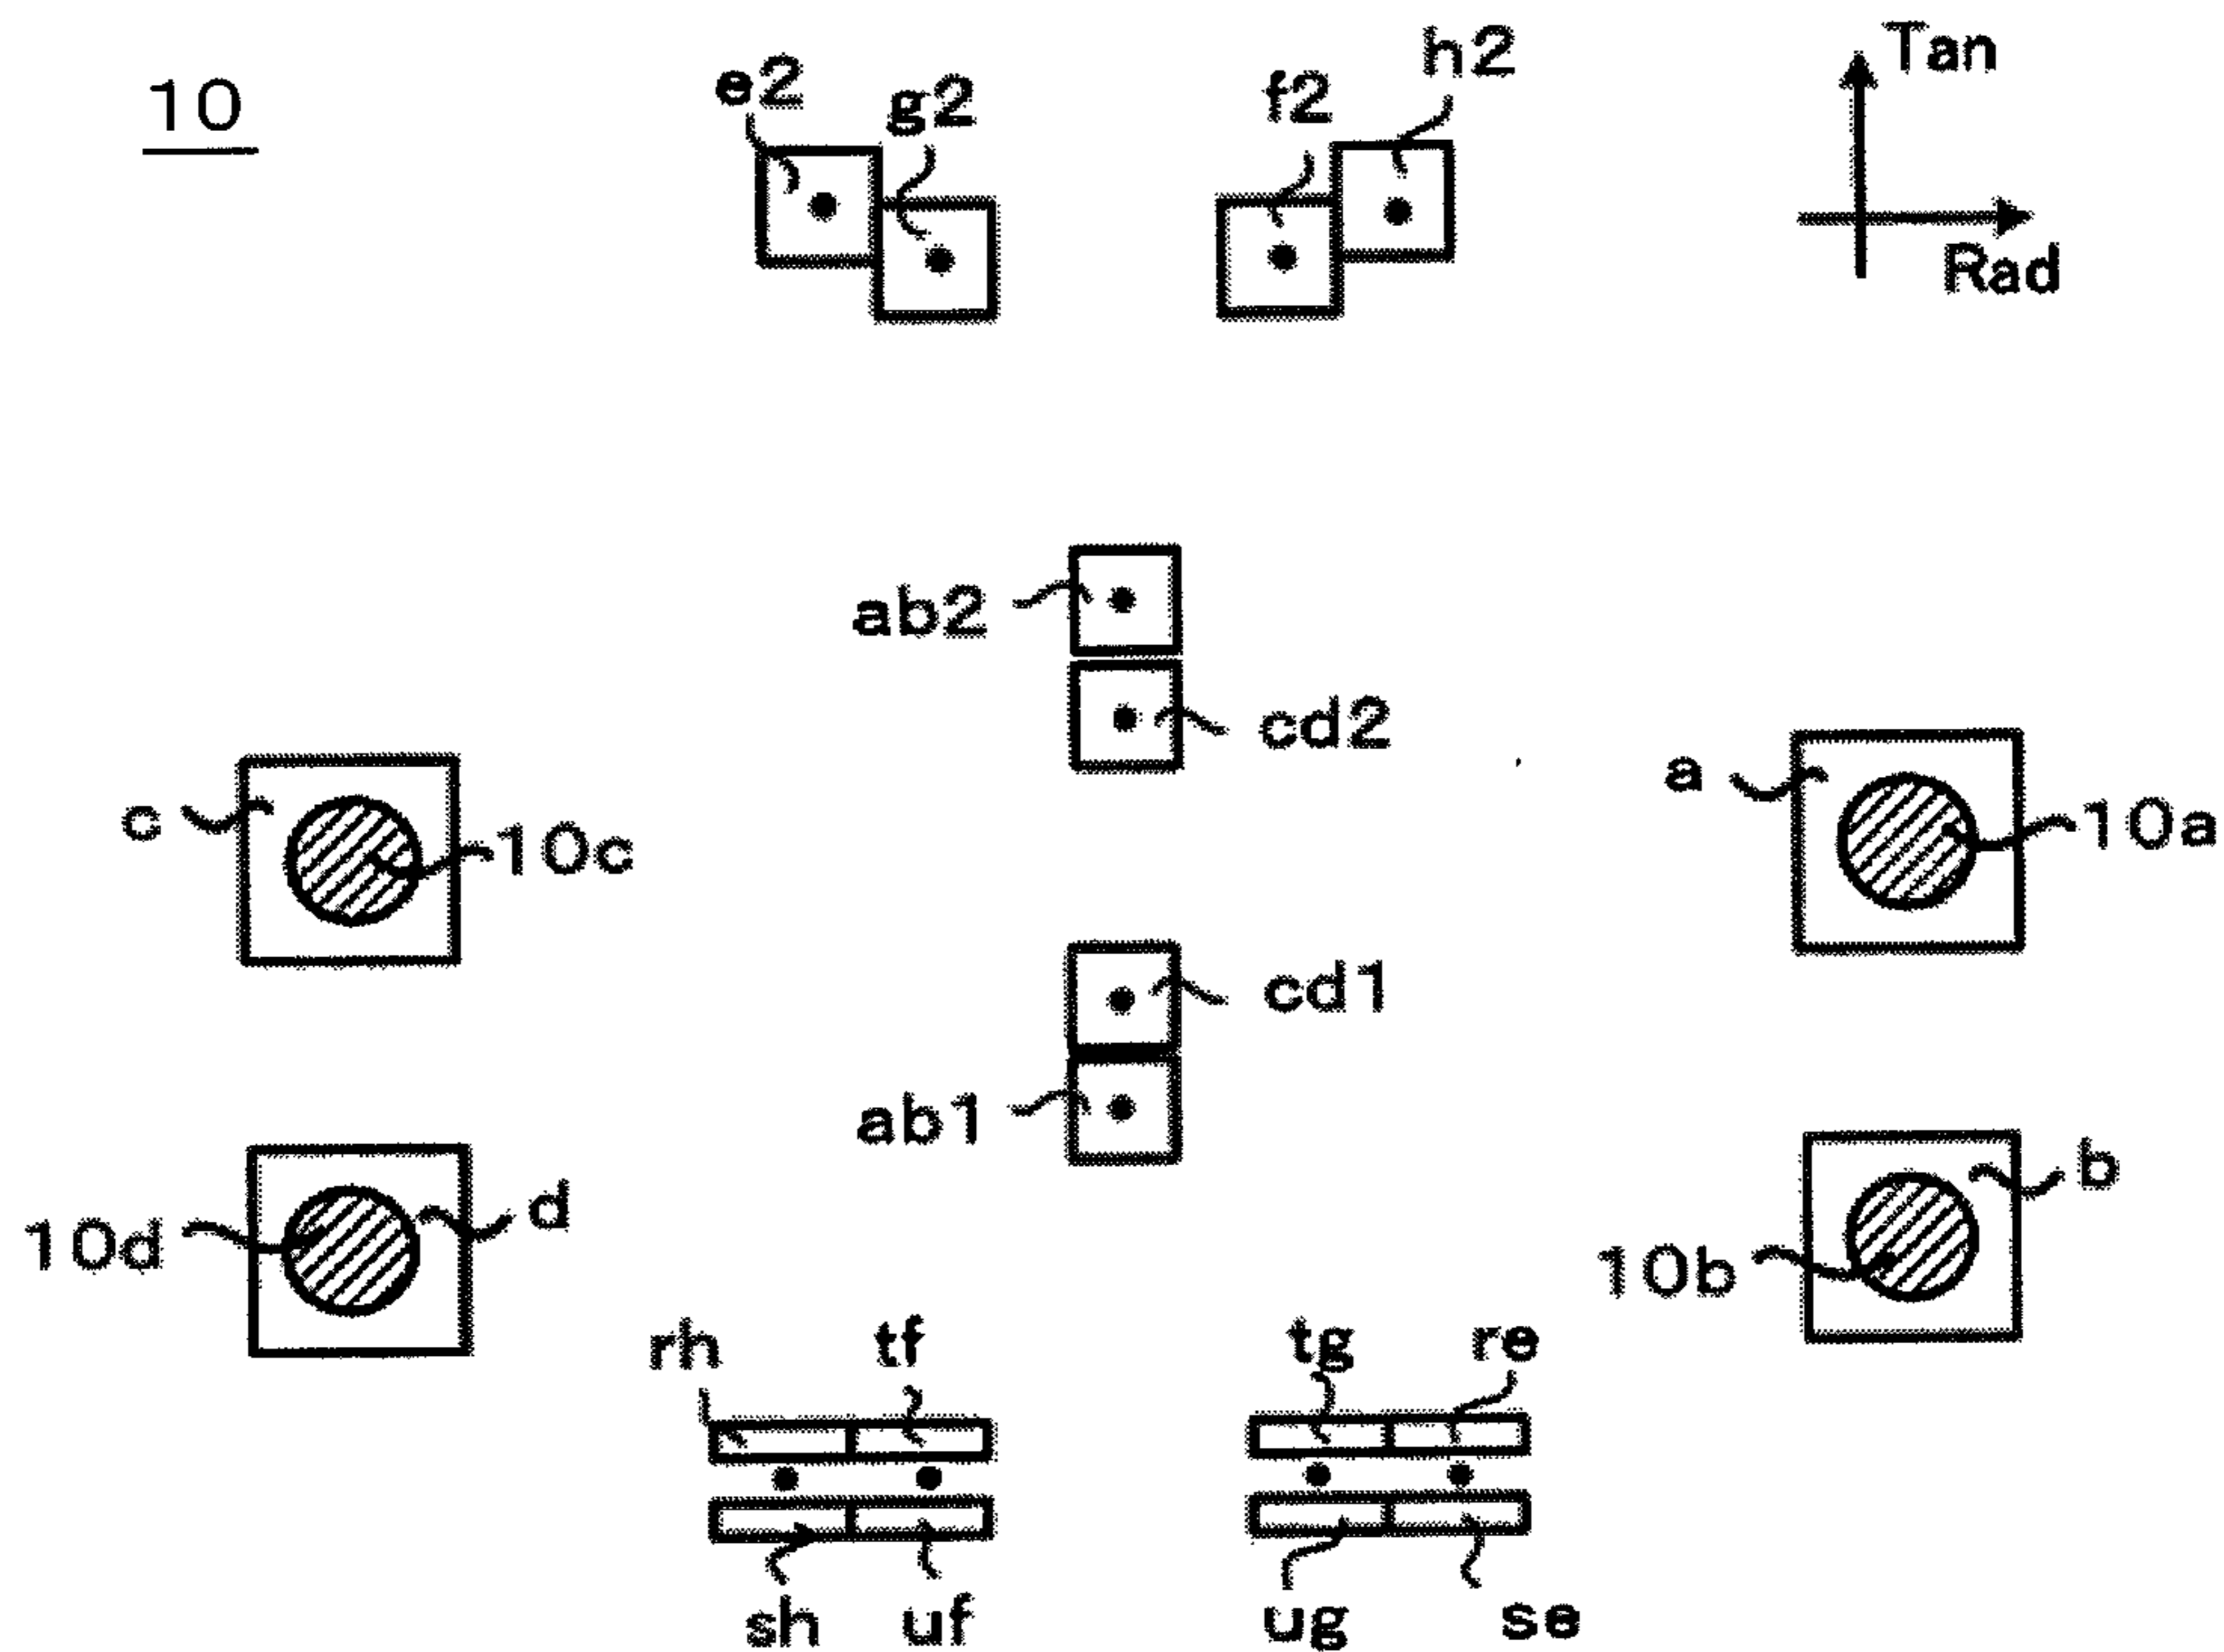 10
e2
g2
f2
h2
Tan
Rad
ab2
cd2
c
10c
a
10a
cd1
ab1
10d
d
10b
b
rh
tf
tg
re
sh
uf
ug
se